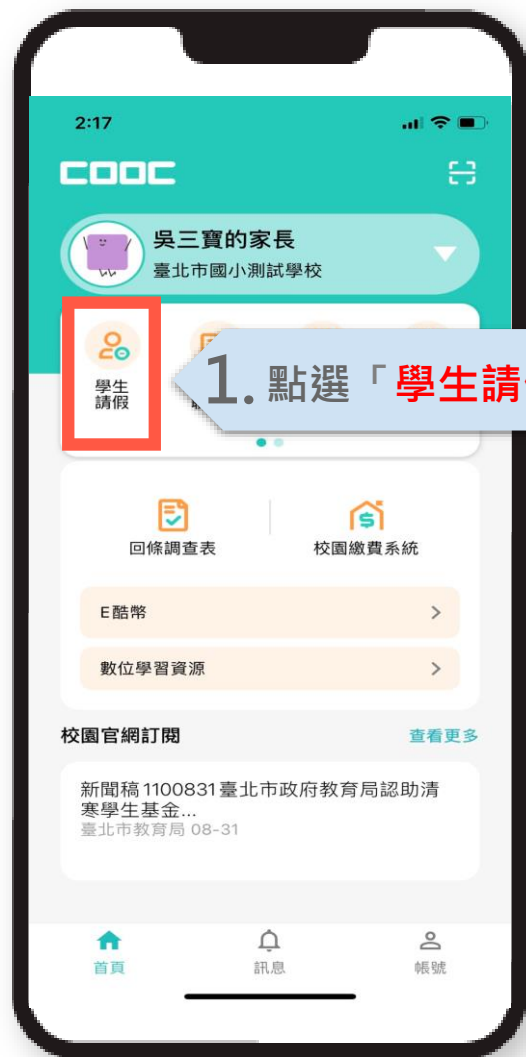 2:17
COOC
吳三寶的家長
臺北市國小測試學校
學生
請假
1. 點選「學生請
回條調查表
校園繳費系統
E酷幣
數位學習資源
校園官網訂閱
查看更多
新聞稿1100831臺北市政府教育局認助清
寒學生基金...
臺北市教育局 08-31
首頁
訊息
帳號